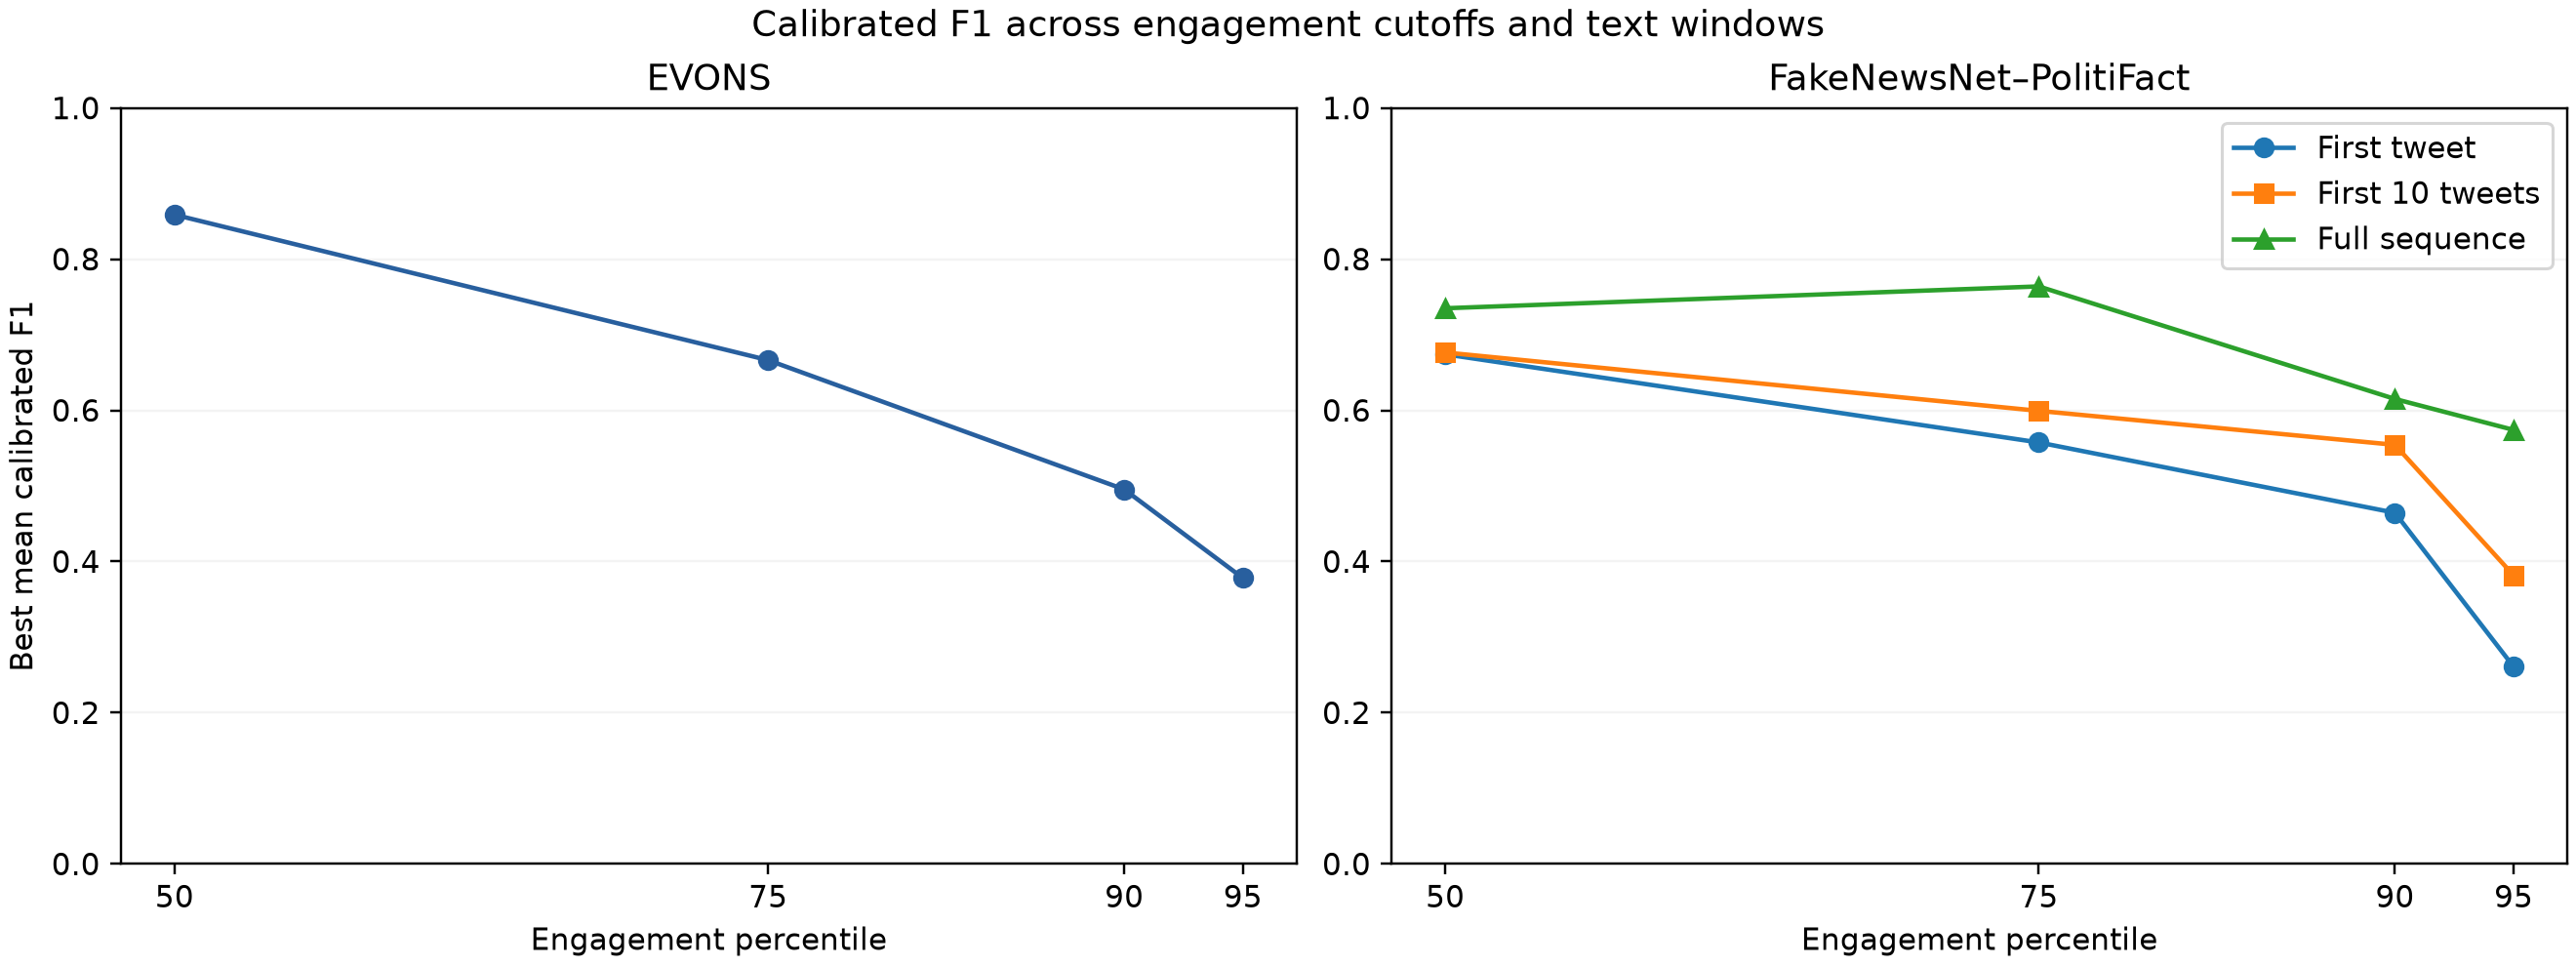 Calibrated F1 across engagement cutoffs and text windows
EVONS
Best mean calibrated F1
1.0
0.8
0.6
0.4
0.2
0.0
50 75 90 95
Engagement percentile
FakeNewsNet–PolitiFact
First tweet
First 10 tweets
Full sequence
1.0
0.8
0.6
0.4
0.2
0.0
50 75 90 95
Engagement percentile